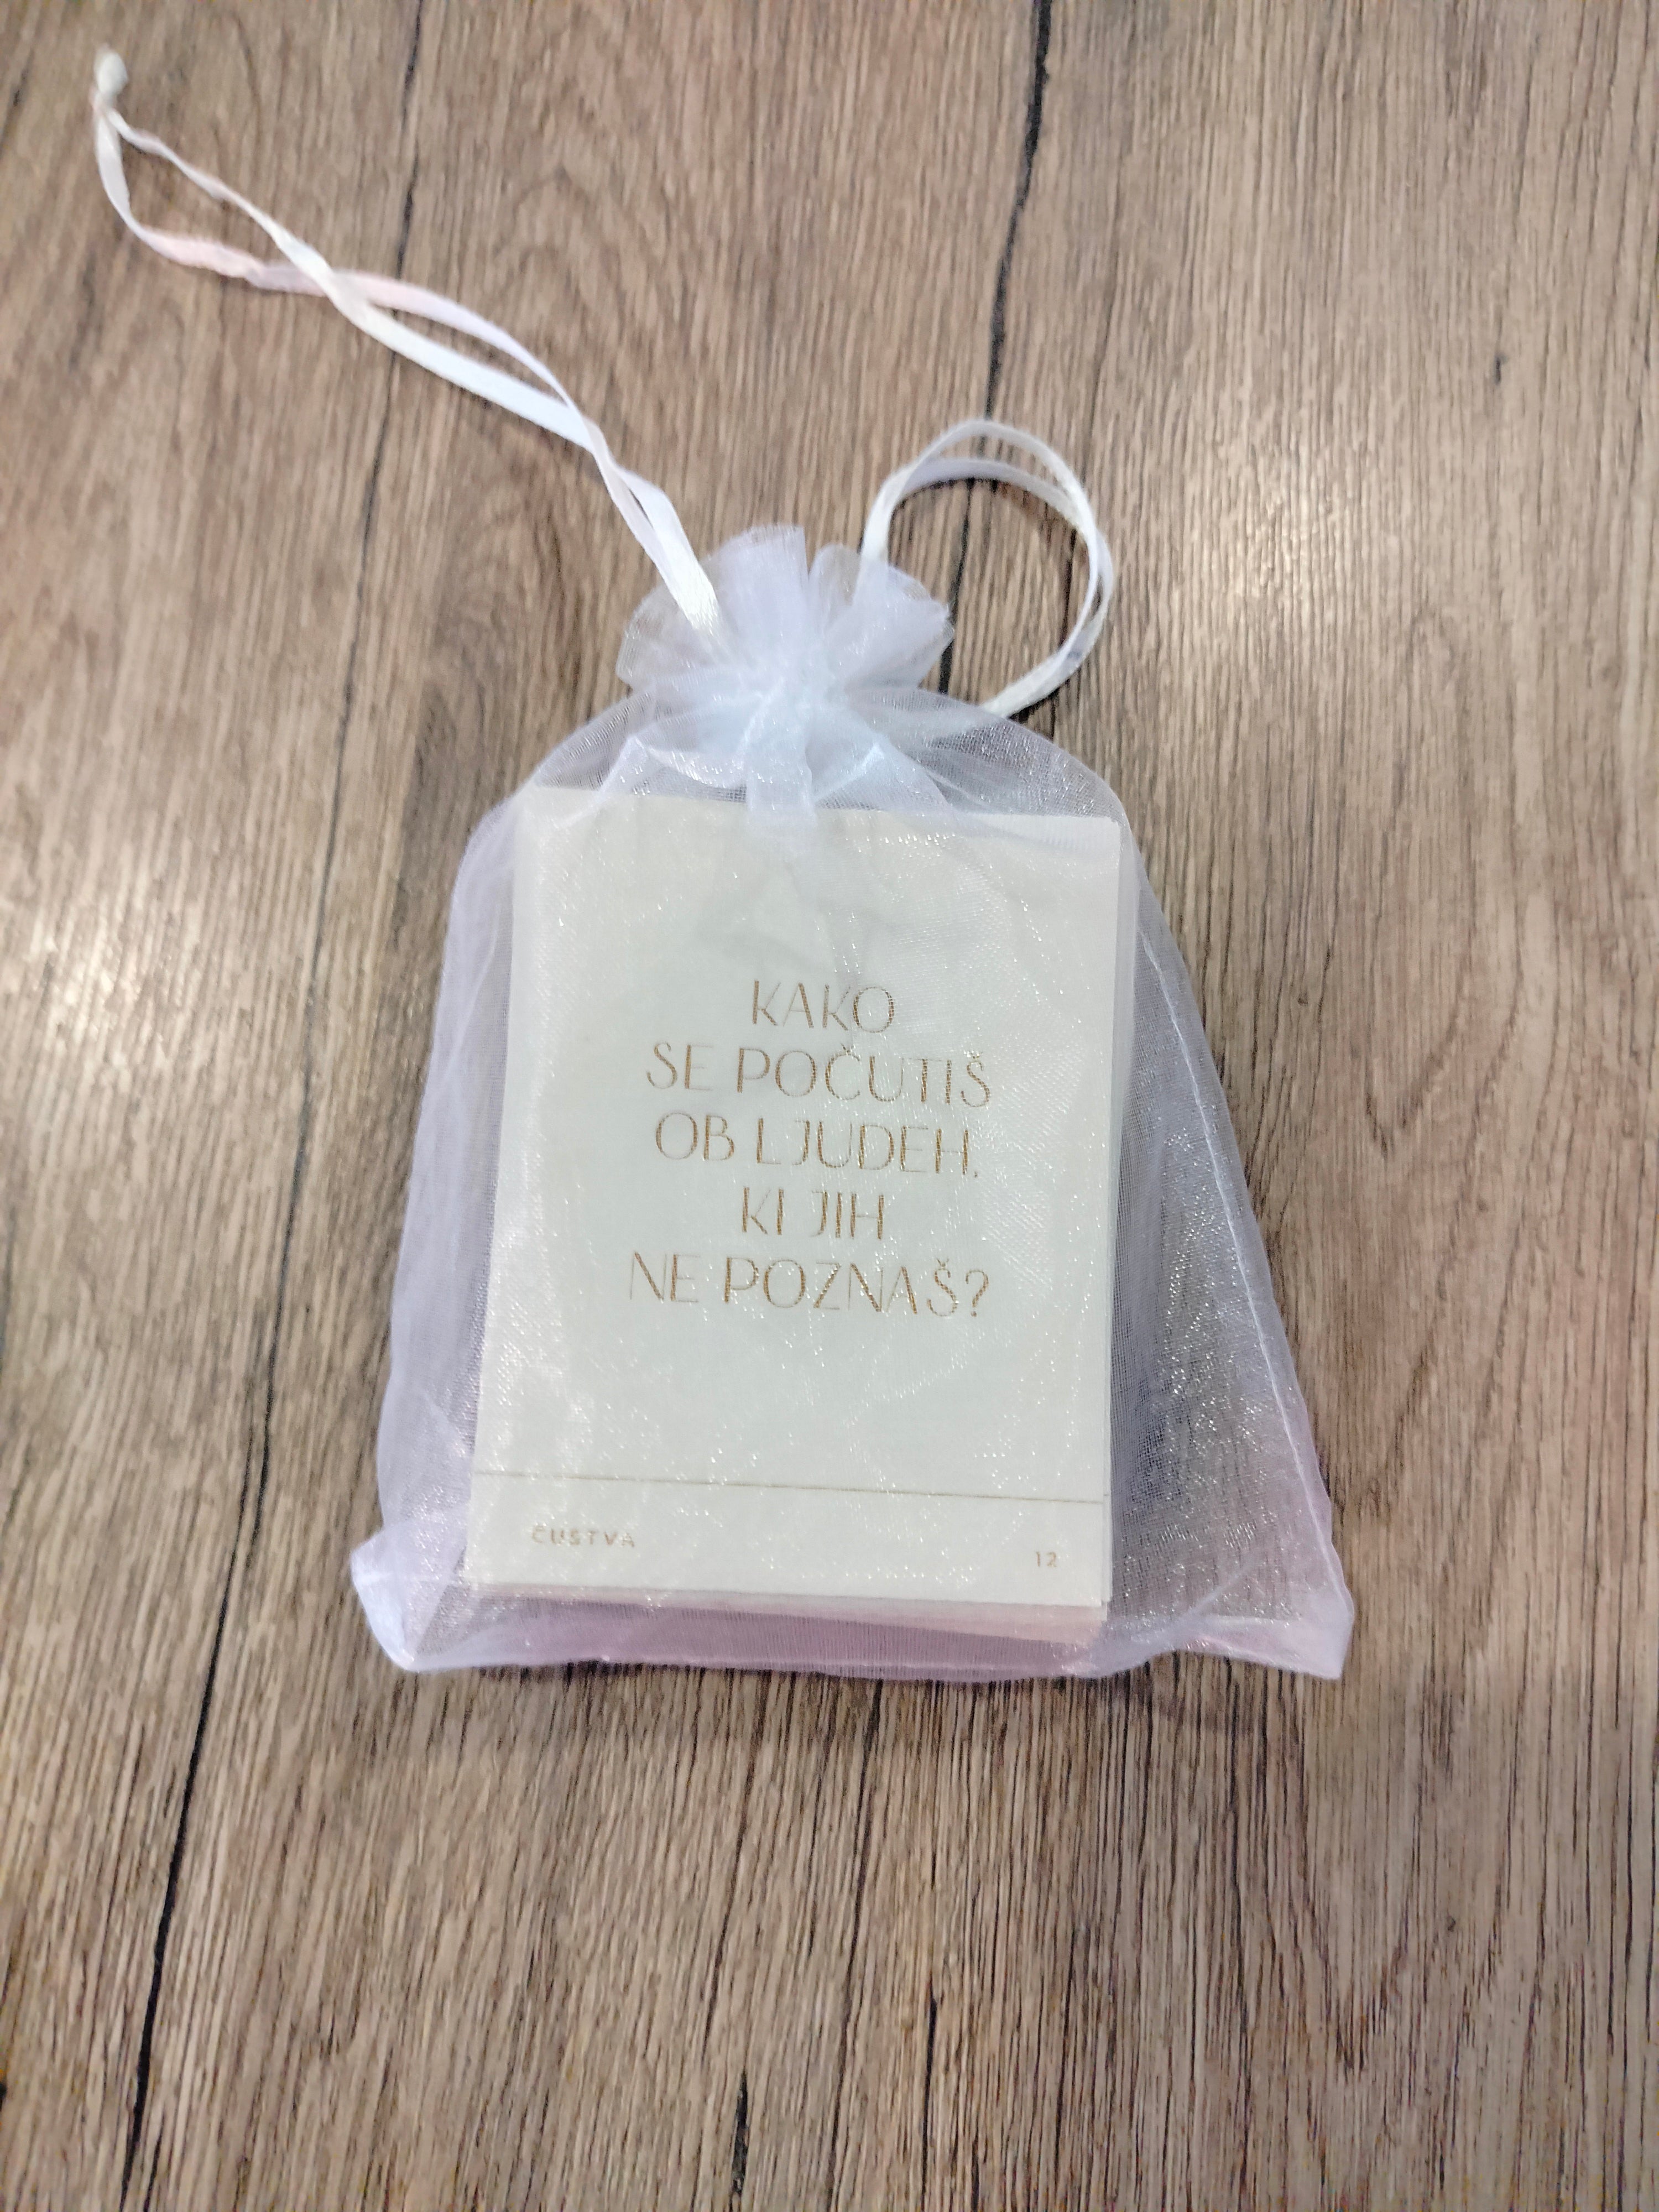 KAKO
SE POČUTIŠ
OB LJUDEH,
KI JIH
NE POZNAŠ?
ČUSTVA
12